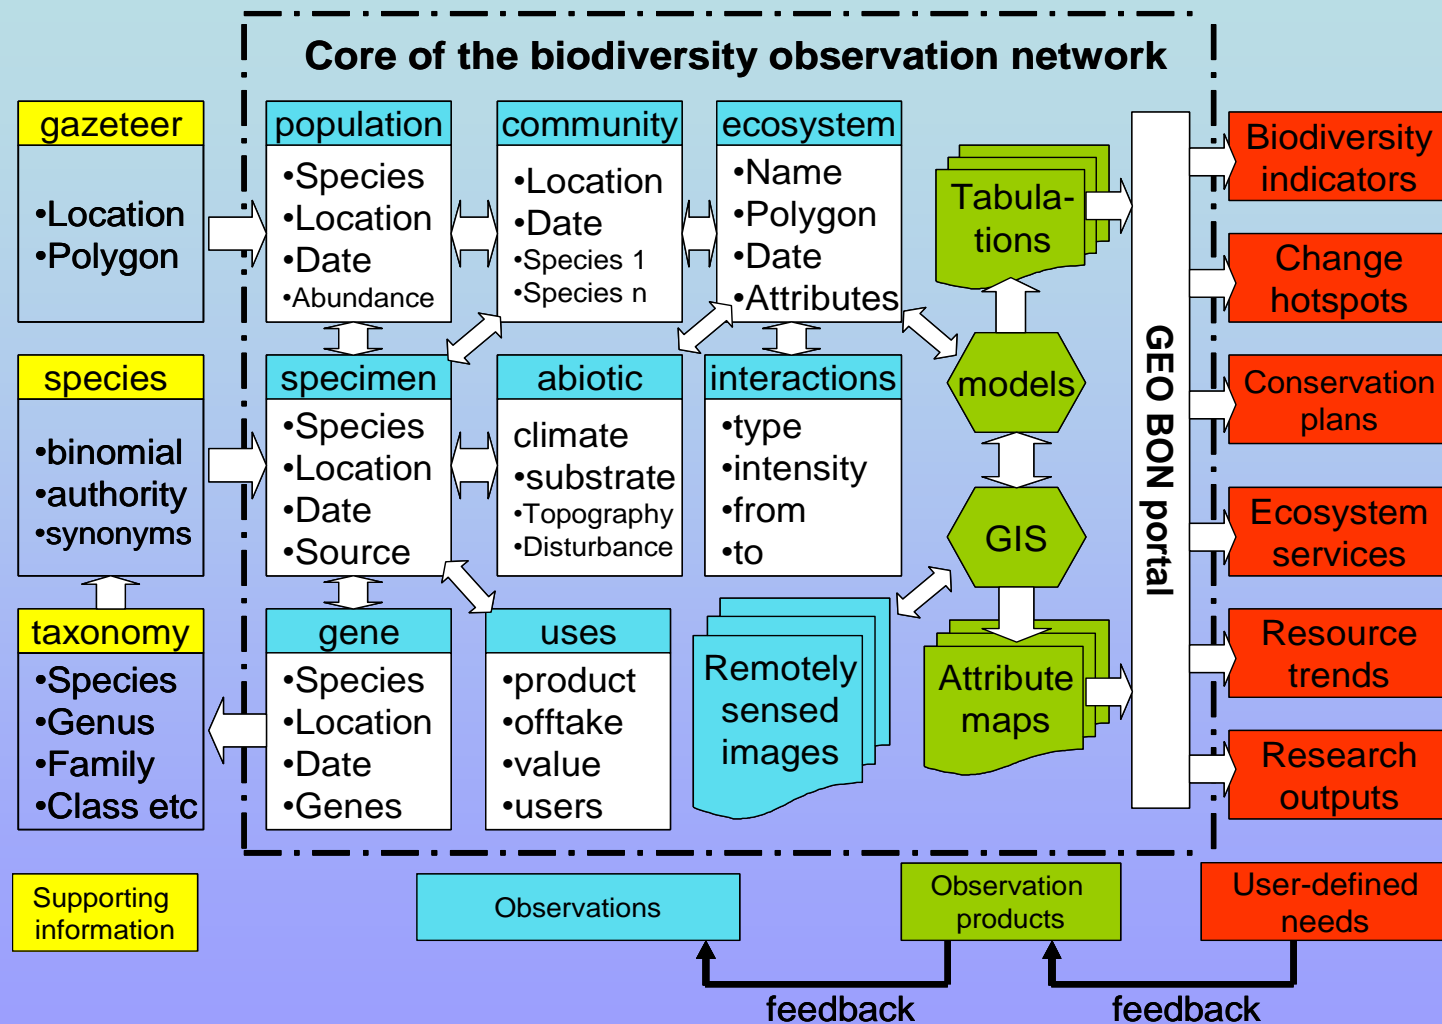 Core of the biodiversity observation network
gazeteer
•Location
•Polygon
population
•Species
•Location
•Date
•Abundance
community
•Location
•Date
•Species 1
•Species n
ecosystem
•Name
•Polygon
•Date
•Attributes
Tabula-
tions
species
•binomial
•authority
•synonyms
specimen
•Species
•Location
•Date
•Source
abiotic
climate
•substrate
•Topography
•Disturbance
interactions
•type
•intensity
•from
•to
models
GIS
taxonomy
•Species
•Genus
•Family
•Class etc
gene
•Species
•Location
•Date
•Genes
uses
•product
•offtake
•value
•users
Remotely
sensed
images
Attribute
maps
GEO BON portal
Biodiversity
indicators
Change
hotspots
Conservation
plans
Ecosystem
services
Resource
trends
Research
outputs
Supporting
information
Observations
Observation
products
User-defined
needs
feedback
feedback